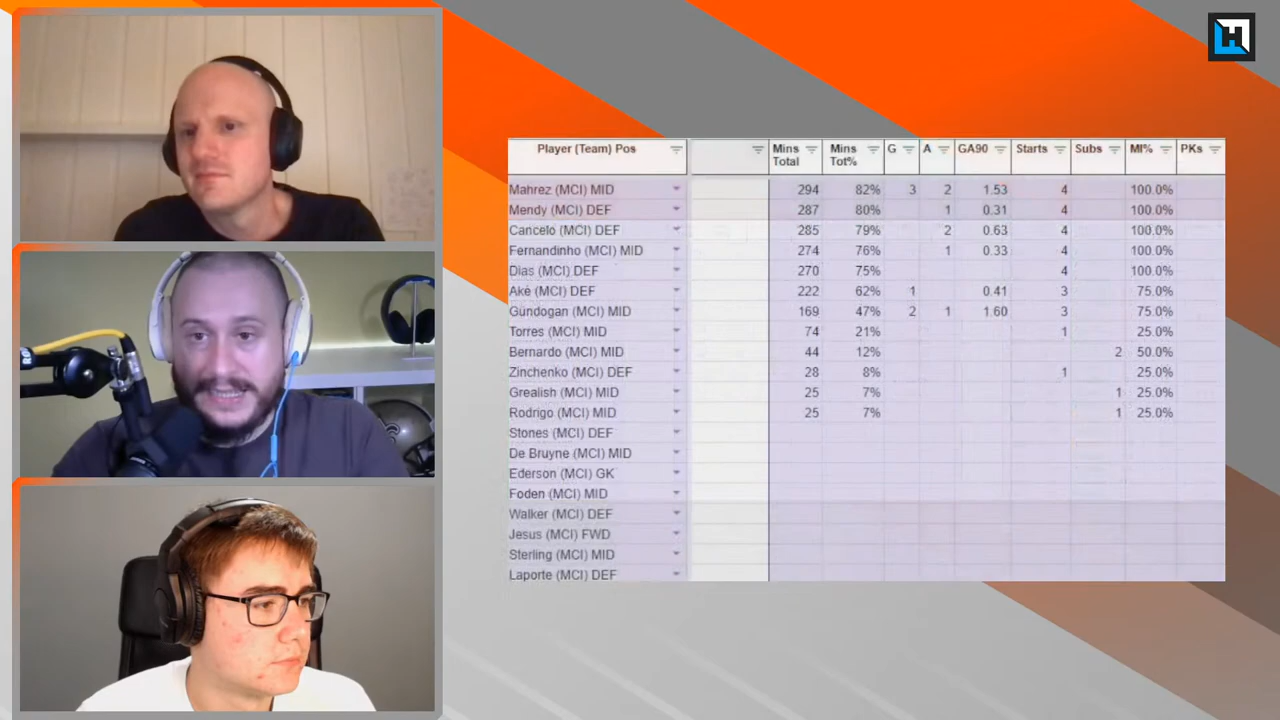 Player (Team) Pos Mins Total Mins Tot% G A GA90 Starts Subs MI% PKs
Mahrez (MCI) MID 294 82% 3 2 1.53 4 100.0%
Mendy (MCI) DEF 287 80% 1 0.31 4 100.0%
Cancelo (MCI) DEF 285 79% 2 0.63 4 100.0%
Fernandinho (MCI) MID 274 76% 1 0.33 4 100.0%
Dias (MCI) DEF 270 75% 4 100.0%
Aké (MCI) DEF 222 62% 1 0.41 3 75.0%
Gündogan (MCI) MID 169 47% 2 1 1.60 3 75.0%
Torres (MCI) MID 74 21% 1 25.0%
Bernardo (MCI) MID 44 12% 2 50.0%
Zinchenko (MCI) DEF 28 8% 1 25.0%
Grealish (MCI) MID 25 7% 1 25.0%
Rodrigo (MCI) MID 25 7% 1 25.0%
Stones (MCI) DEF
De Bruyne (MCI) MID
Ederson (MCI) GK
Foden (MCI) MID
Walker (MCI) DEF
Jesus (MCI) FWD
Sterling (MCI) MID
Laporte (MCI) DEF